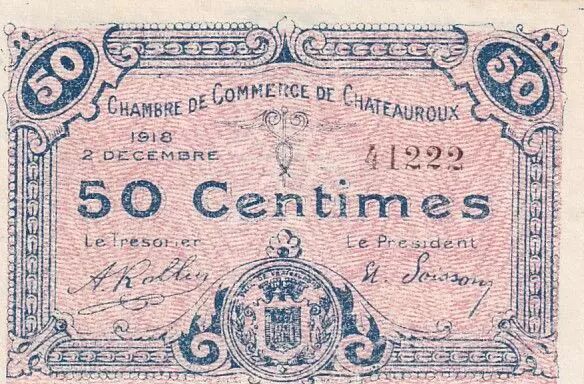 50 50
CHAMBRE DE COMMERCE DE CHATEAUROUX
1918
2 DECEMBRE 41222
50 Centimes
Le Tresorier Le President